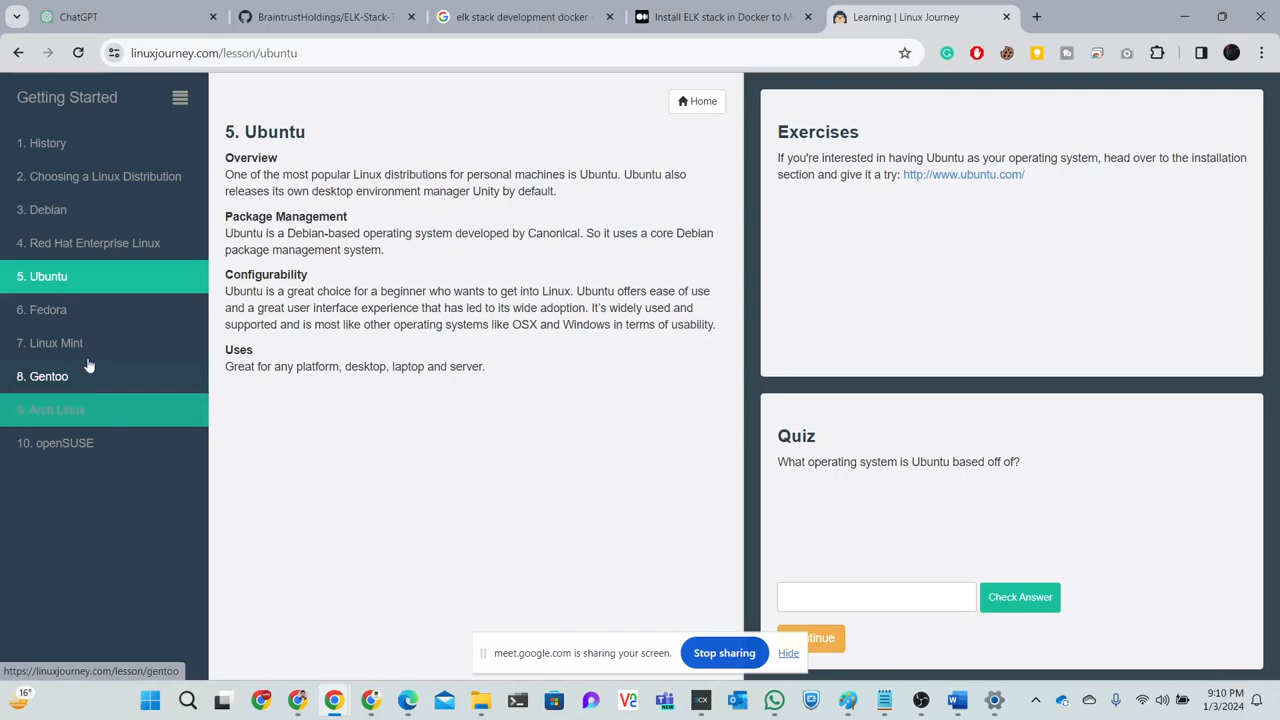 ChatGPT
BraintrustHoldings/ELK-Stack-T
elk stack development docker -
Install ELK stack in Docker to M
Learning | Linux Journey
linuxjourney.com/lesson/ubuntu
Getting Started
1. History
2. Choosing a Linux Distribution
3. Debian
4. Red Hat Enterprise Linux
5. Ubuntu
6. Fedora
7. Linux Mint
8. Gentoo
9. Arch Linux
10. openSUSE
https://linuxjourney.com/lesson/gentoo
Home
5. Ubuntu
Overview
One of the most popular Linux distributions for personal machines is Ubuntu. Ubuntu also
releases its own desktop environment manager Unity by default.
Package Management
Ubuntu is a Debian-based operating system developed by Canonical. So it uses a core Debian
package management system.
Configurability
Ubuntu is a great choice for a beginner who wants to get into Linux. Ubuntu offers ease of use
and a great user interface experience that has led to its wide adoption. It's widely used and
supported and is most like other operating systems like OSX and Windows in terms of usability.
Uses
Great for any platform, desktop, laptop and server.
Exercises
If you're interested in having Ubuntu as your operating system, head over to the installation
section and give it a try: http://www.ubuntu.com/
Quiz
What operating system is Ubuntu based off of?
Check Answer
tinue
meet.google.com is sharing your screen.
Stop sharing
Hide
16°
9:10 PM
1/3/2024